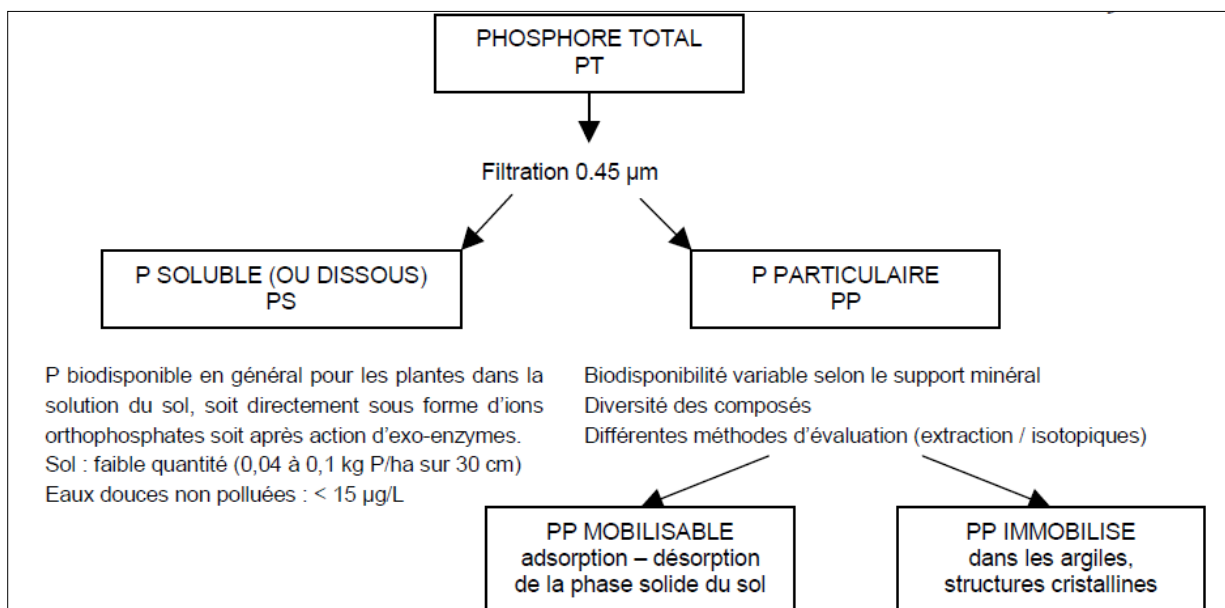 PHOSPHORE TOTAL
PT
Filtration 0.45 µm
P SOLUBLE (OU DISSOUS)
PS
P PARTICULAIRE
PP
P biodisponible en général pour les plantes dans la
solution du sol, soit directement sous forme d'ions
orthophosphates soit après action d'exo-enzymes.
Sol : faible quantité (0,04 à 0,1 kg P/ha sur 30 cm)
Eaux douces non polluées : < 15 µg/L
Biodisponibilité variable selon le support minéral
Diversité des composés
Différentes méthodes d'évaluation (extraction / isotopiques)
PP MOBILISABLE
adsorption – désorption
de la phase solide du sol
PP IMMOBILISE
dans les argiles,
structures cristallines